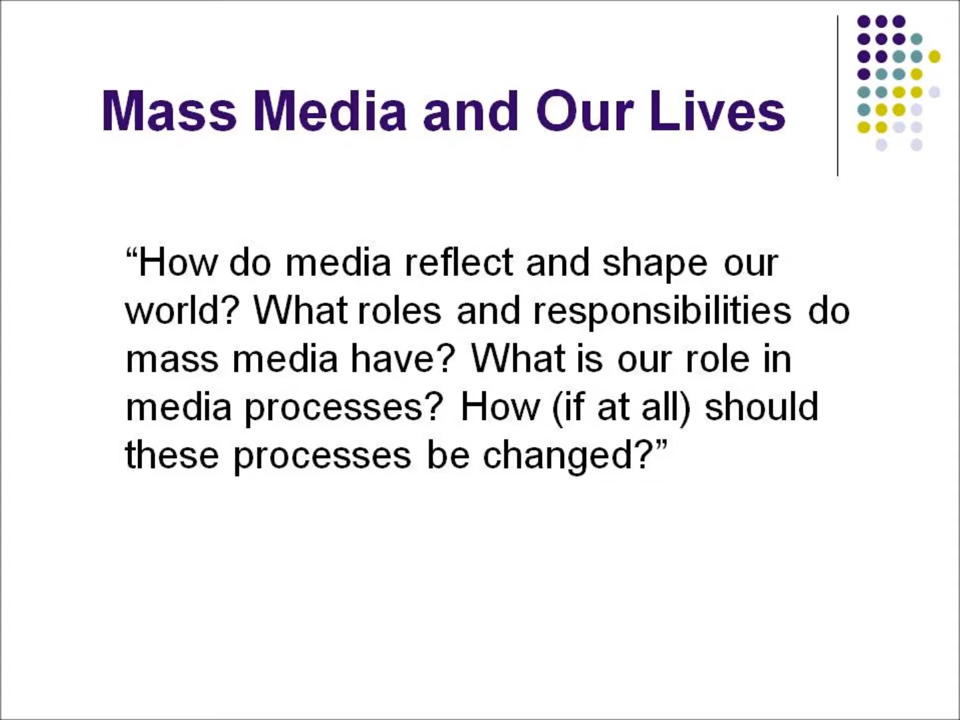 Mass Media and Our Lives
“How do media reflect and shape our
world? What roles and responsibilities do
mass media have? What is our role in
media processes? How (if at all) should
these processes be changed?”